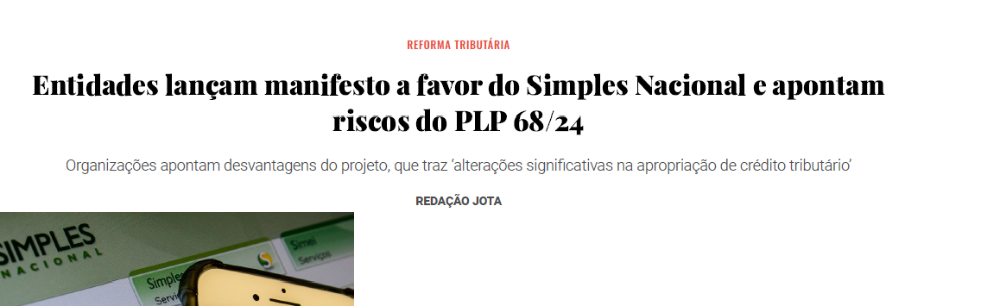 REFORMA TRIBUTÁRIA
Entidades lançam manifesto a favor do Simples Nacional e apontam
riscos do PLP 68/24
Organizações apontam desvantagens do projeto, que traz ‘alterações significativas na apropriação de crédito tributário’
REDAÇÃO JOTA
SIMPLES
NACIONAL
Simei
Serviços
Simples